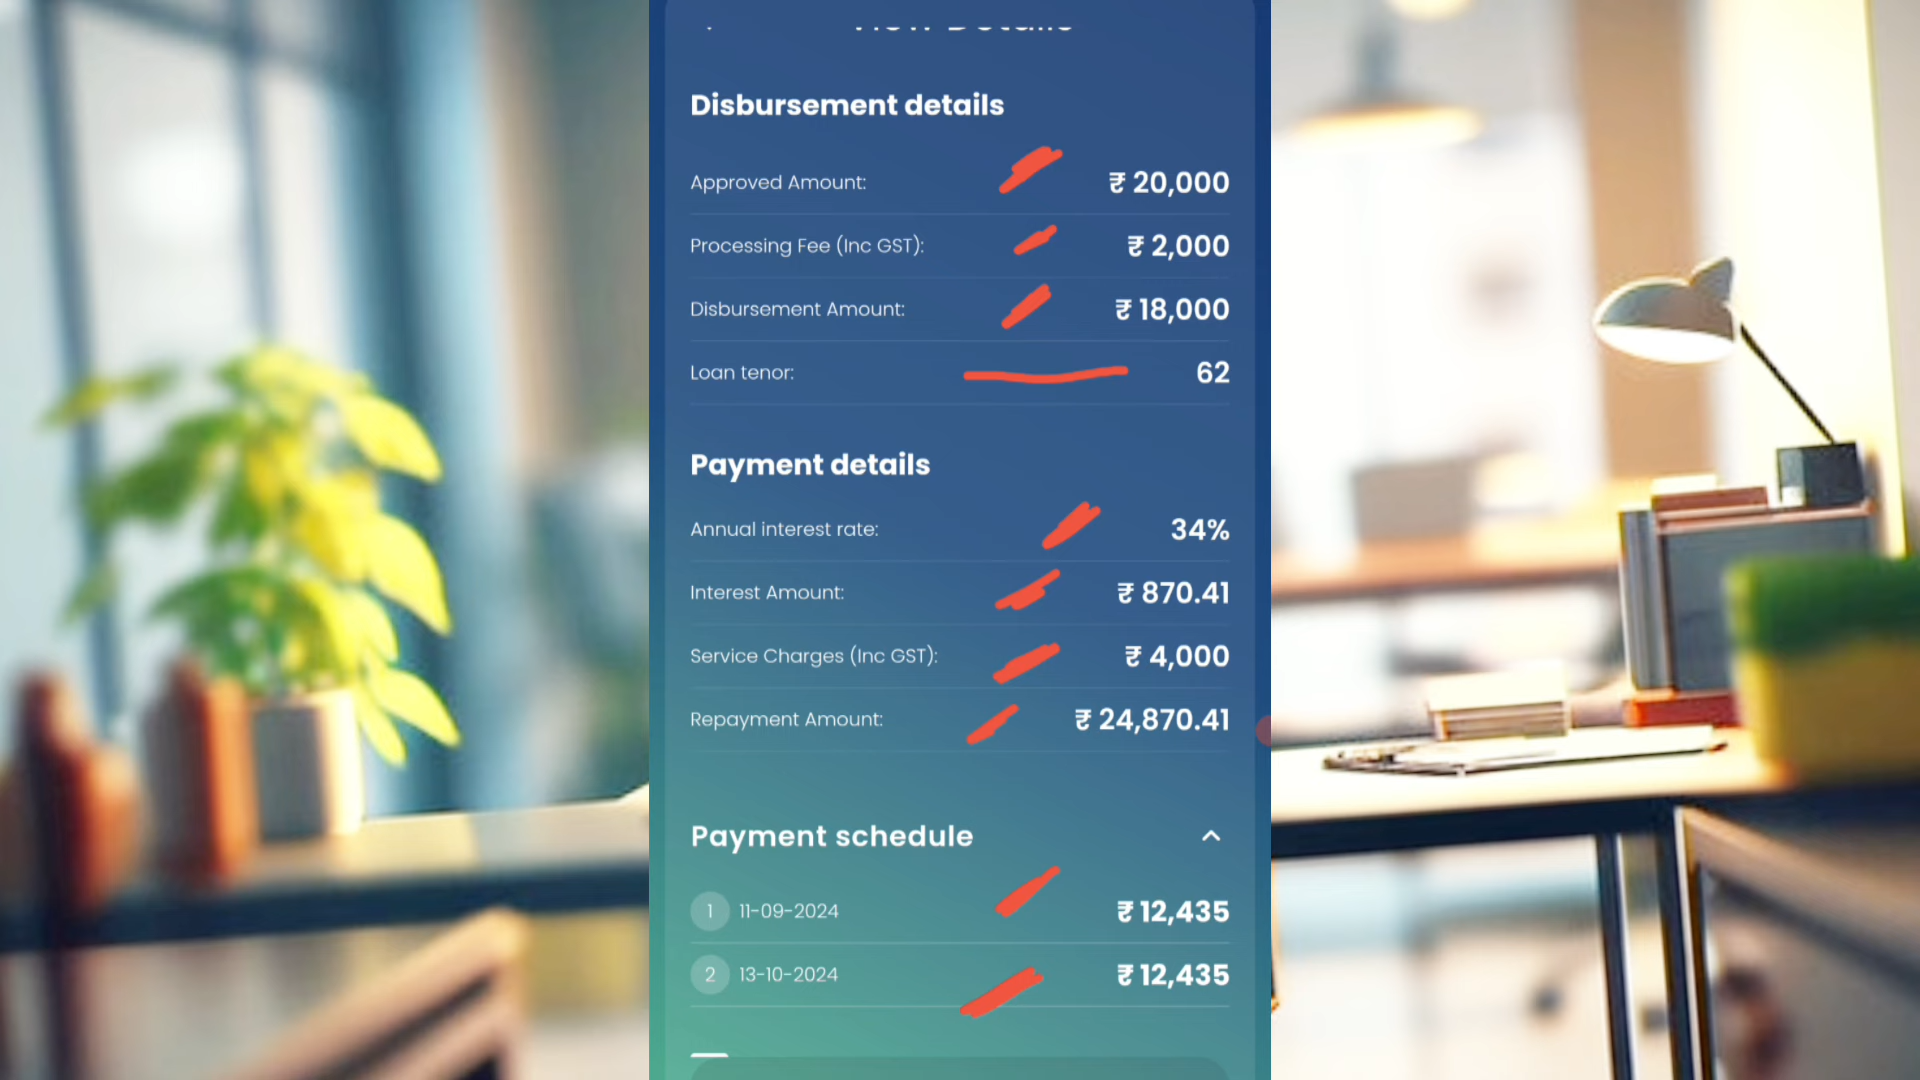 View Details
Disbursement details
Approved Amount: ₹ 20,000
Processing Fee (Inc GST): ₹ 2,000
Disbursement Amount: ₹ 18,000
Loan tenor: 62
Payment details
Annual interest rate: 34%
Interest Amount: ₹ 870.41
Service Charges (Inc GST): ₹ 4,000
Repayment Amount: ₹ 24,870.41
Payment schedule
1 11-09-2024 ₹ 12,435
2 13-10-2024 ₹ 12,435